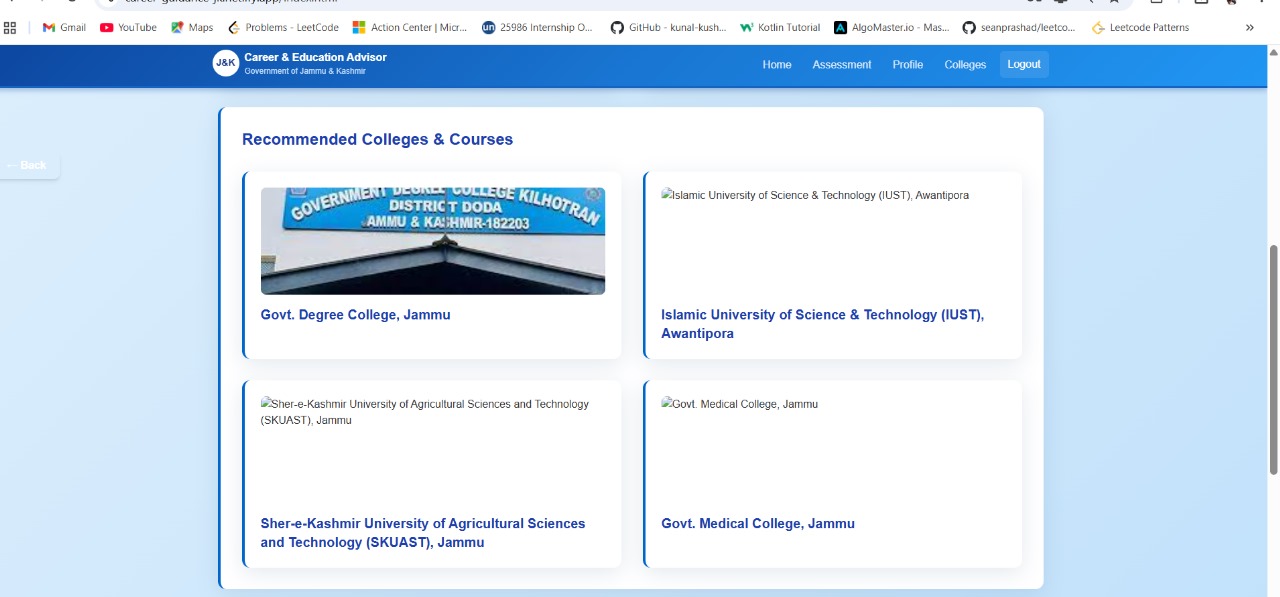 Gmail YouTube Maps Problems - LeetCode Action Center | Micr... 25986 Internship O... GitHub - kunal-kush... Kotlin Tutorial AlgoMaster.io - Mas... seanprashad/leetco... Leetcode Patterns »
J&K Career & Education Advisor
Government of Jammu & Kashmir
Home Assessment Profile Colleges Logout
← Back
Recommended Colleges & Courses
GOVERNMENT DEGREE COLLEGE KILHOTRAN
DISTRICT DODA
AMMU & KASHMIR-182203
Govt. Degree College, Jammu
Islamic University of Science & Technology (IUST), Awantipora
Islamic University of Science & Technology (IUST),
Awantipora
Sher-e-Kashmir University of Agricultural Sciences and Technology
(SKUAST), Jammu
Sher-e-Kashmir University of Agricultural Sciences
and Technology (SKUAST), Jammu
Govt. Medical College, Jammu
Govt. Medical College, Jammu